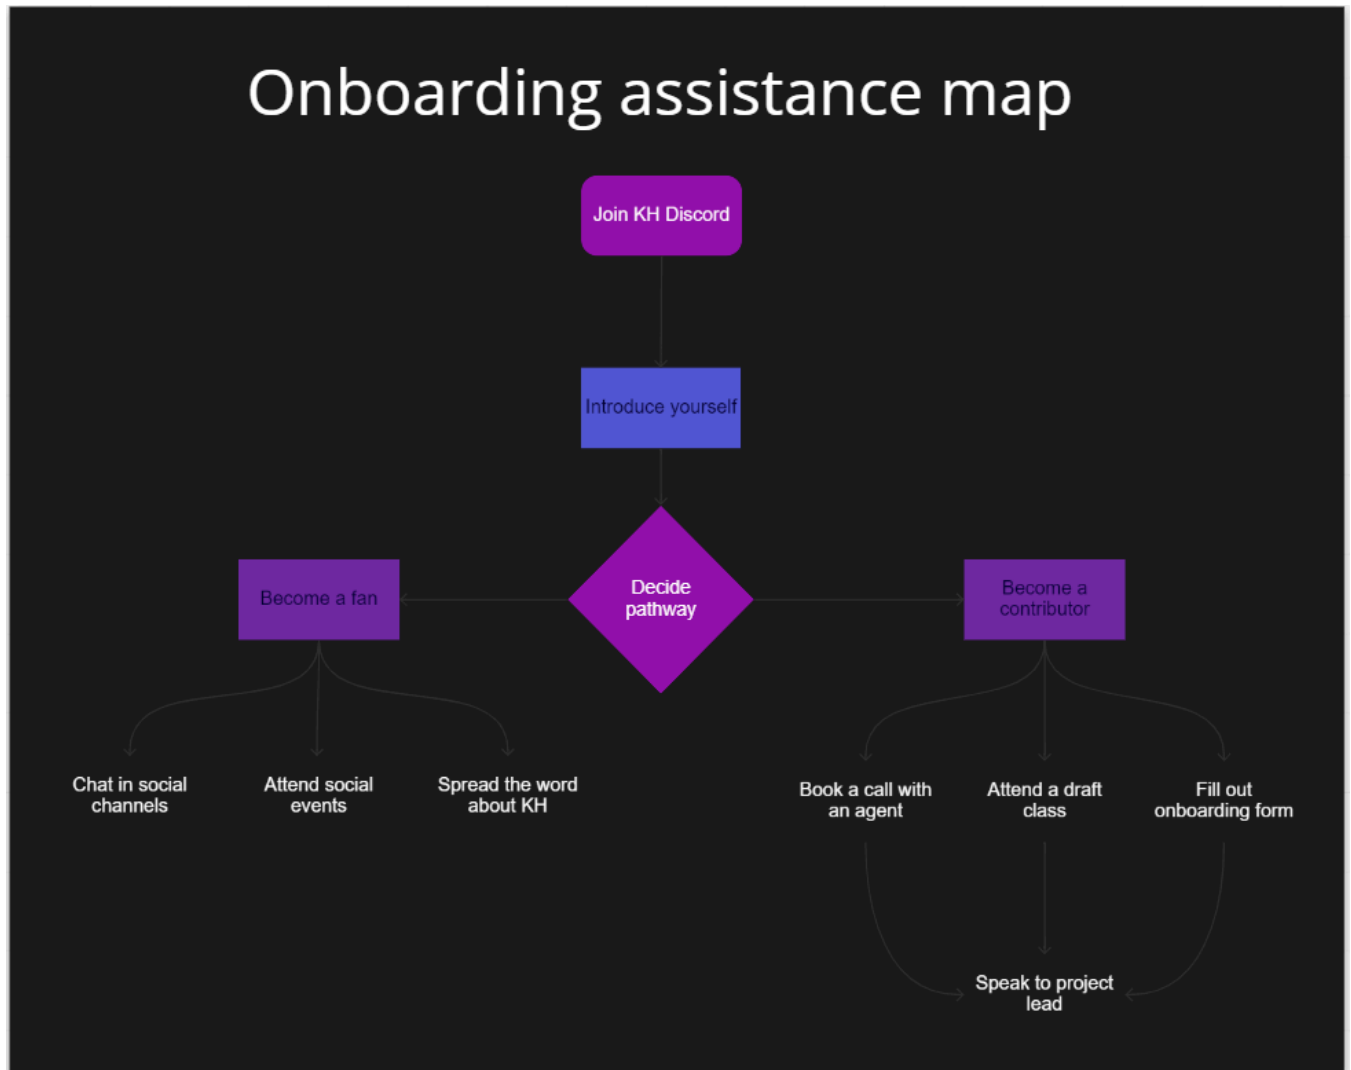 Onboarding assistance map
Join KH Discord
Introduce yourself
Decide
pathway
Become a fan
Become a
contributor
Chat in social
channels
Attend social
events
Spread the word
about KH
Book a call with
an agent
Attend a draft
class
Fill out
onboarding form
Speak to project
lead